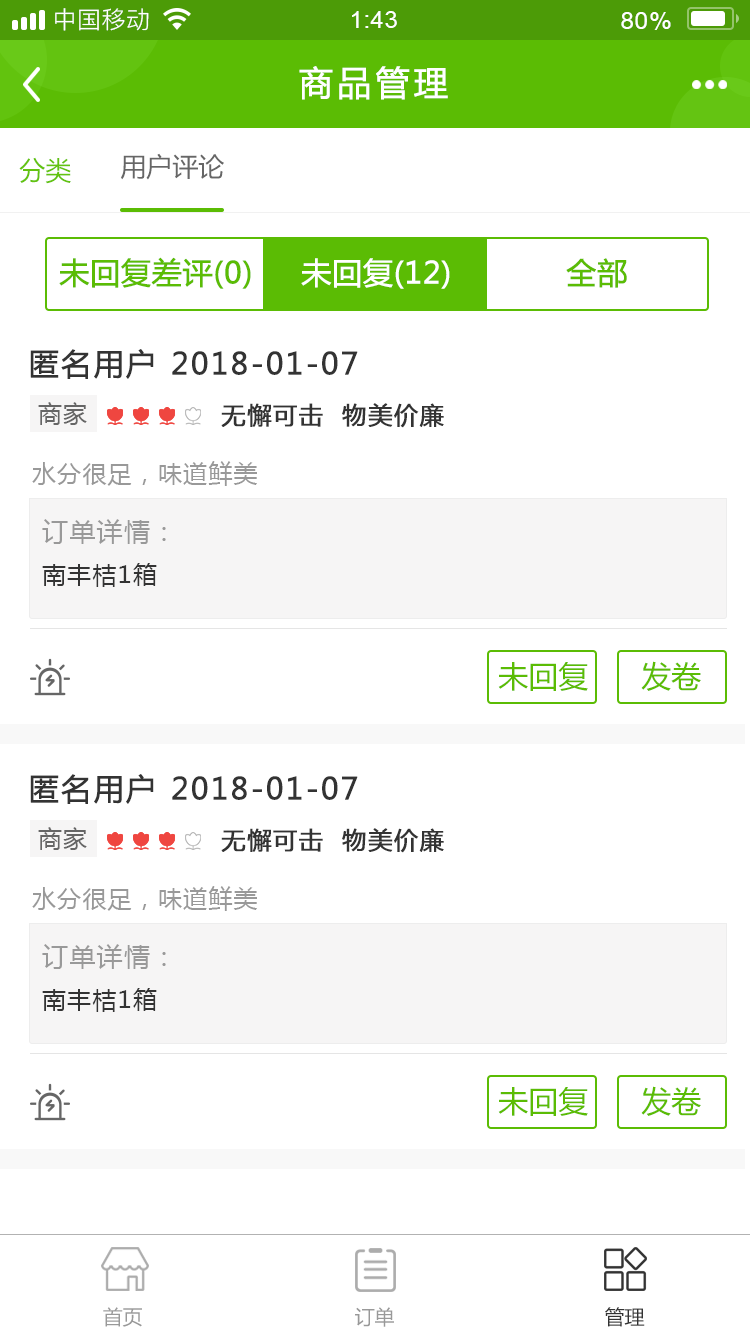 中国移动 1:43 80%
商品管理
分类 用户评论
未回复差评(0) 未回复(12) 全部
匿名用户 2018-01-07
商家 无懈可击 物美价廉
水分很足，味道鲜美
订单详情：
南丰桔1箱
未回复 发卷
匿名用户 2018-01-07
商家 无懈可击 物美价廉
水分很足，味道鲜美
订单详情：
南丰桔1箱
未回复 发卷
首页 订单 管理